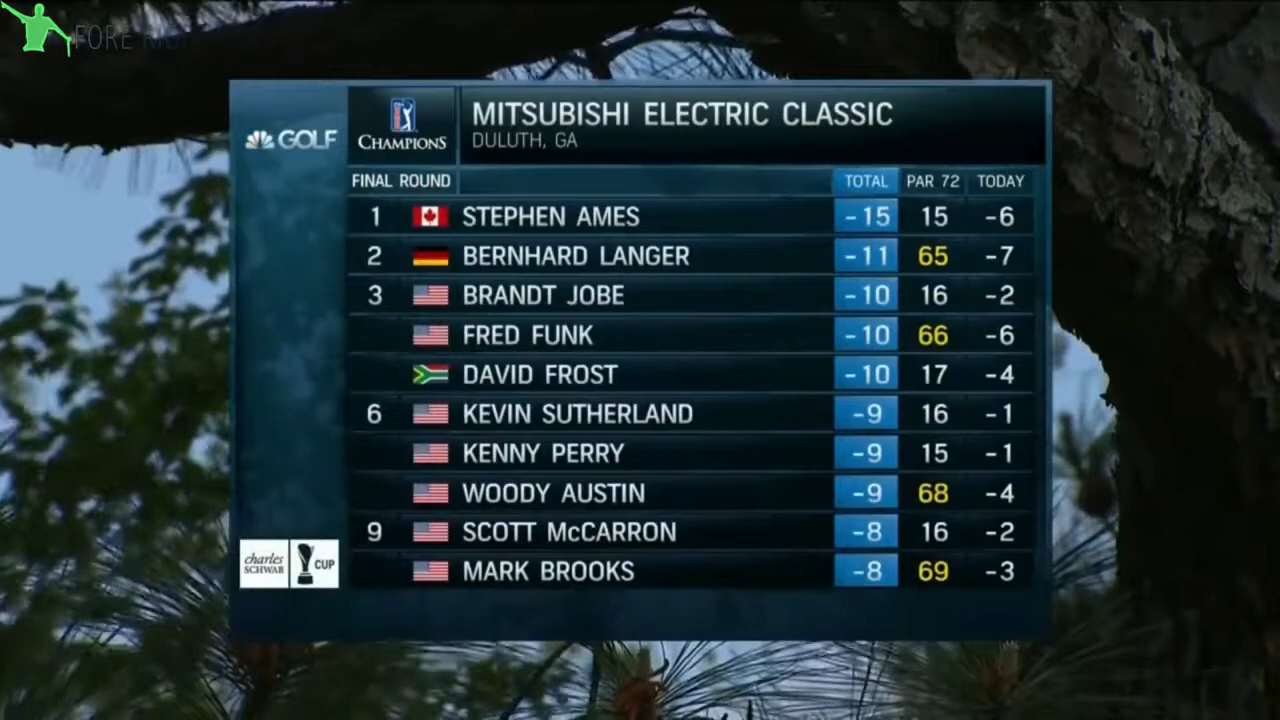 FORE
GOLF
CHAMPIONS
MITSUBISHI ELECTRIC CLASSIC
DULUTH, GA
FINAL ROUND TOTAL PAR 72 TODAY
1 STEPHEN AMES -15 15 -6
2 BERNHARD LANGER -11 65 -7
3 BRANDT JOBE -10 16 -2
FRED FUNK -10 66 -6
DAVID FROST -10 17 -4
6 KEVIN SUTHERLAND -9 16 -1
KENNY PERRY -9 15 -1
WOODY AUSTIN -9 68 -4
9 SCOTT McCARRON -8 16 -2
MARK BROOKS -8 69 -3
charles
SCHWAB
CUP